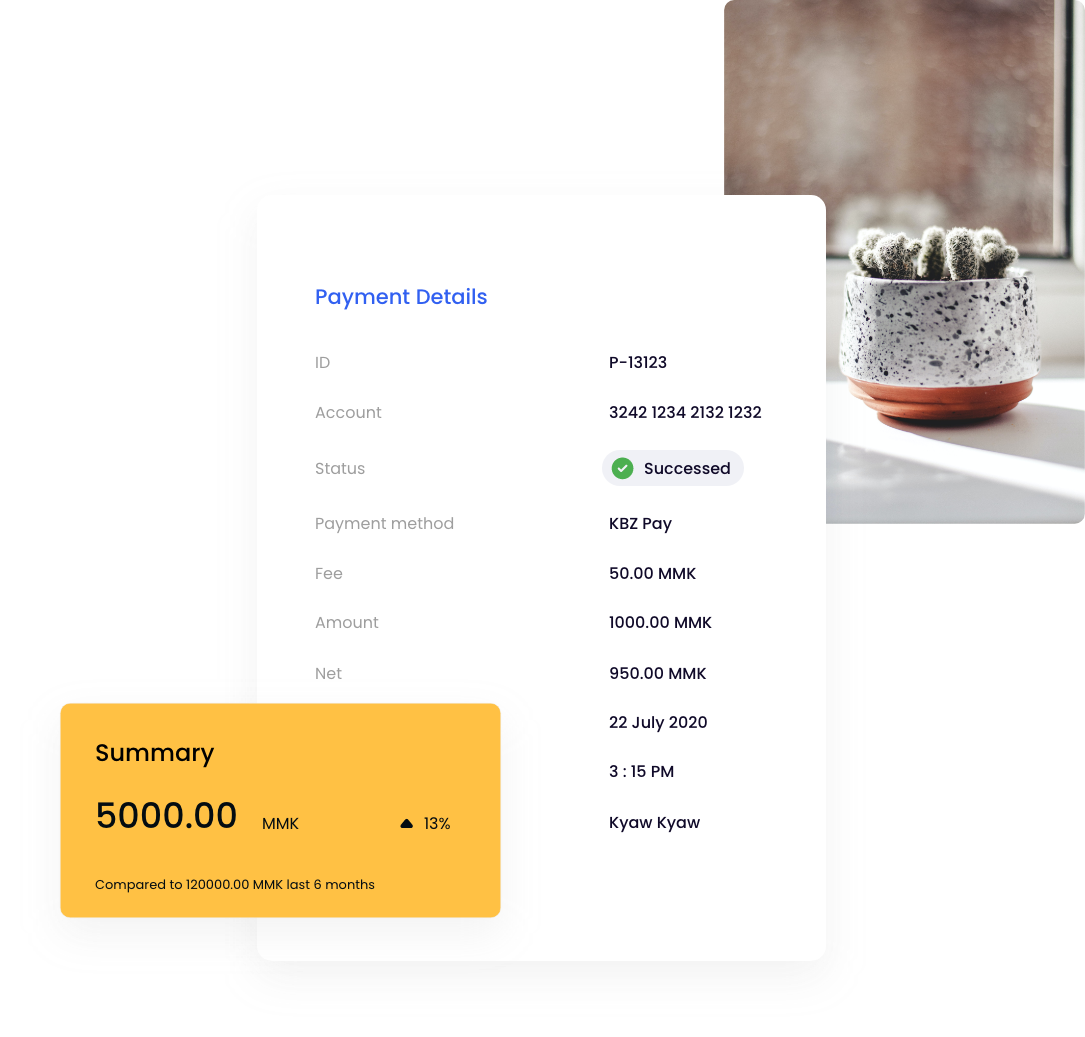 Payment Details
ID P-13123
Account 3242 1234 2132 1232
Status Successed
Payment method KBZ Pay
Fee 50.00 MMK
Amount 1000.00 MMK
Net 950.00 MMK
22 July 2020
3 : 15 PM
Kyaw Kyaw
Summary
5000.00 MMK 13%
Compared to 120000.00 MMK last 6 months